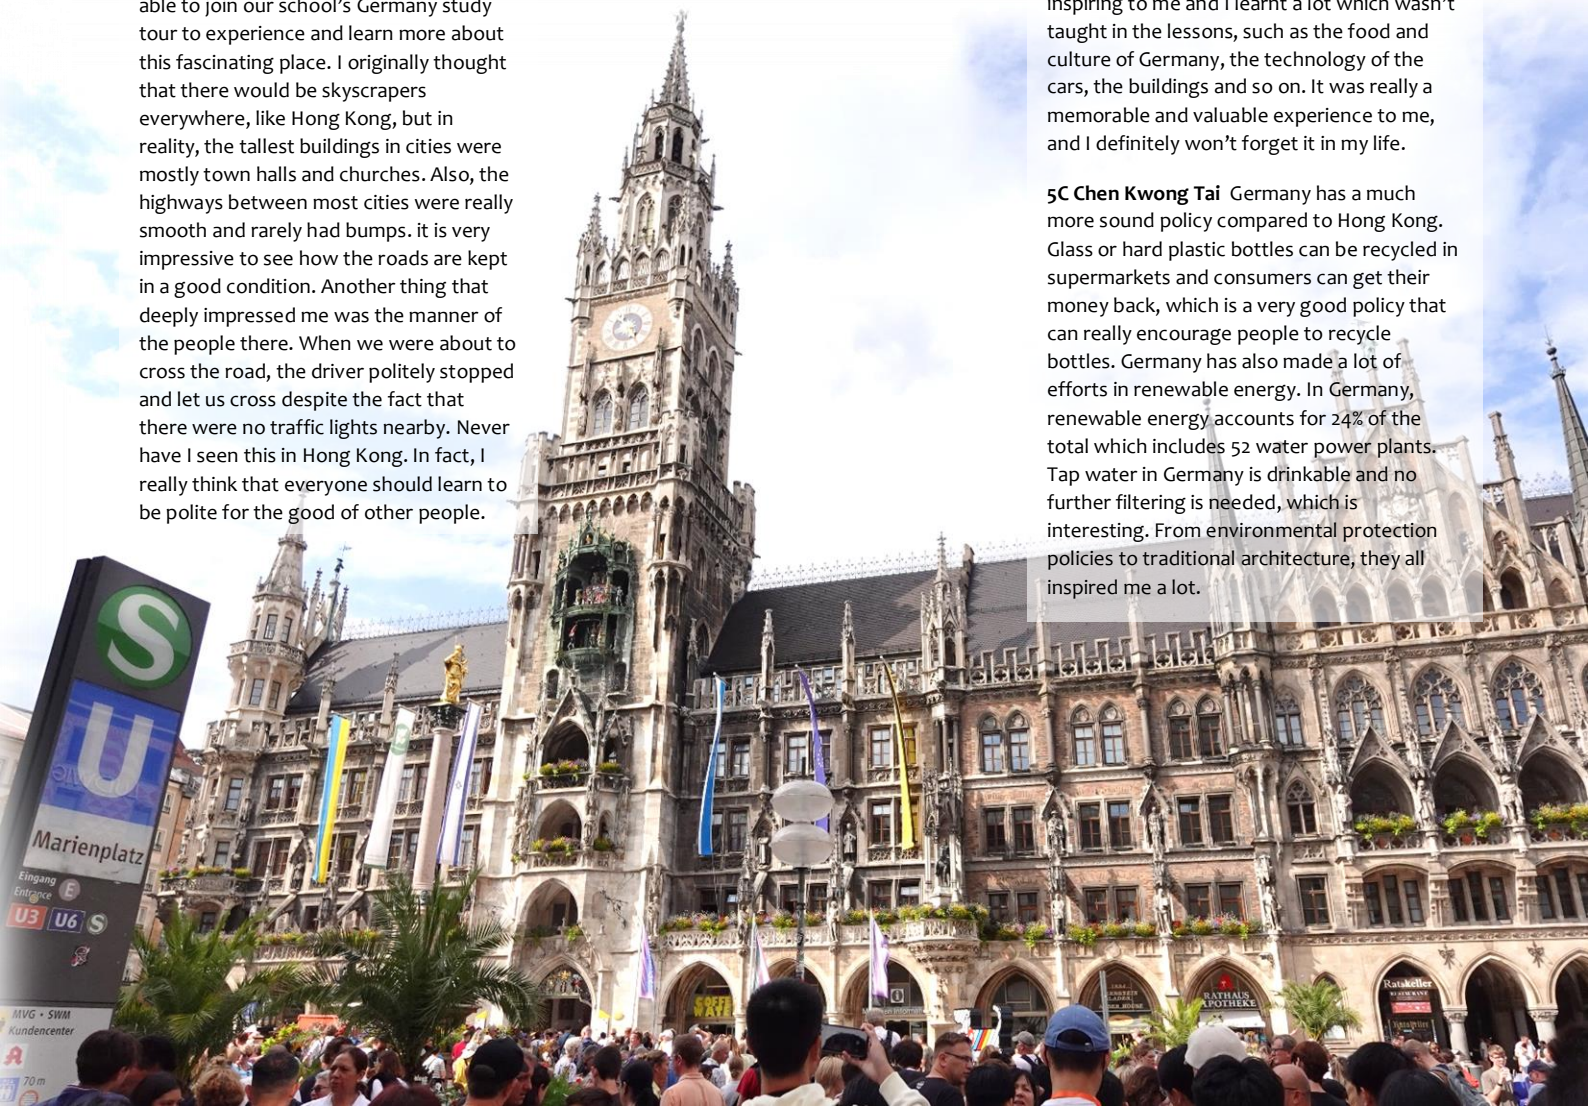 able to join our school's Germany study
tour to experience and learn more about
this fascinating place. I originally thought
that there would be skyscrapers
everywhere, like Hong Kong, but in
reality, the tallest buildings in cities were
mostly town halls and churches. Also, the
highways between most cities were really
smooth and rarely had bumps. it is very
impressive to see how the roads are kept
in a good condition. Another thing that
deeply impressed me was the manner of
the people there. When we were about to
cross the road, the driver politely stopped
and let us cross despite the fact that
there were no traffic lights nearby. Never
have I seen this in Hong Kong. In fact, I
really think that everyone should learn to
be polite for the good of other people.
inspiring to me and I learnt a lot which wasn't
taught in the lessons, such as the food and
culture of Germany, the technology of the
cars, the buildings and so on. It was really a
memorable and valuable experience to me,
and I definitely won't forget it in my life.
5C Chen Kwong Tai Germany has a much
more sound policy compared to Hong Kong.
Glass or hard plastic bottles can be recycled in
supermarkets and consumers can get their
money back, which is a very good policy that
can really encourage people to recycle
bottles. Germany has also made a lot of
efforts in renewable energy. In Germany,
renewable energy accounts for 24% of the
total which includes 52 water power plants.
Tap water in Germany is drinkable and no
further filtering is needed, which is
interesting. From environmental protection
policies to traditional architecture, they all
inspired me a lot.
S
U
Marienplatz
Eingang
Entrance E
U3 U6 S
MVG • SWM
Kundencenter
70 m
RATHAUS
APOTHEKE
Ratskeller